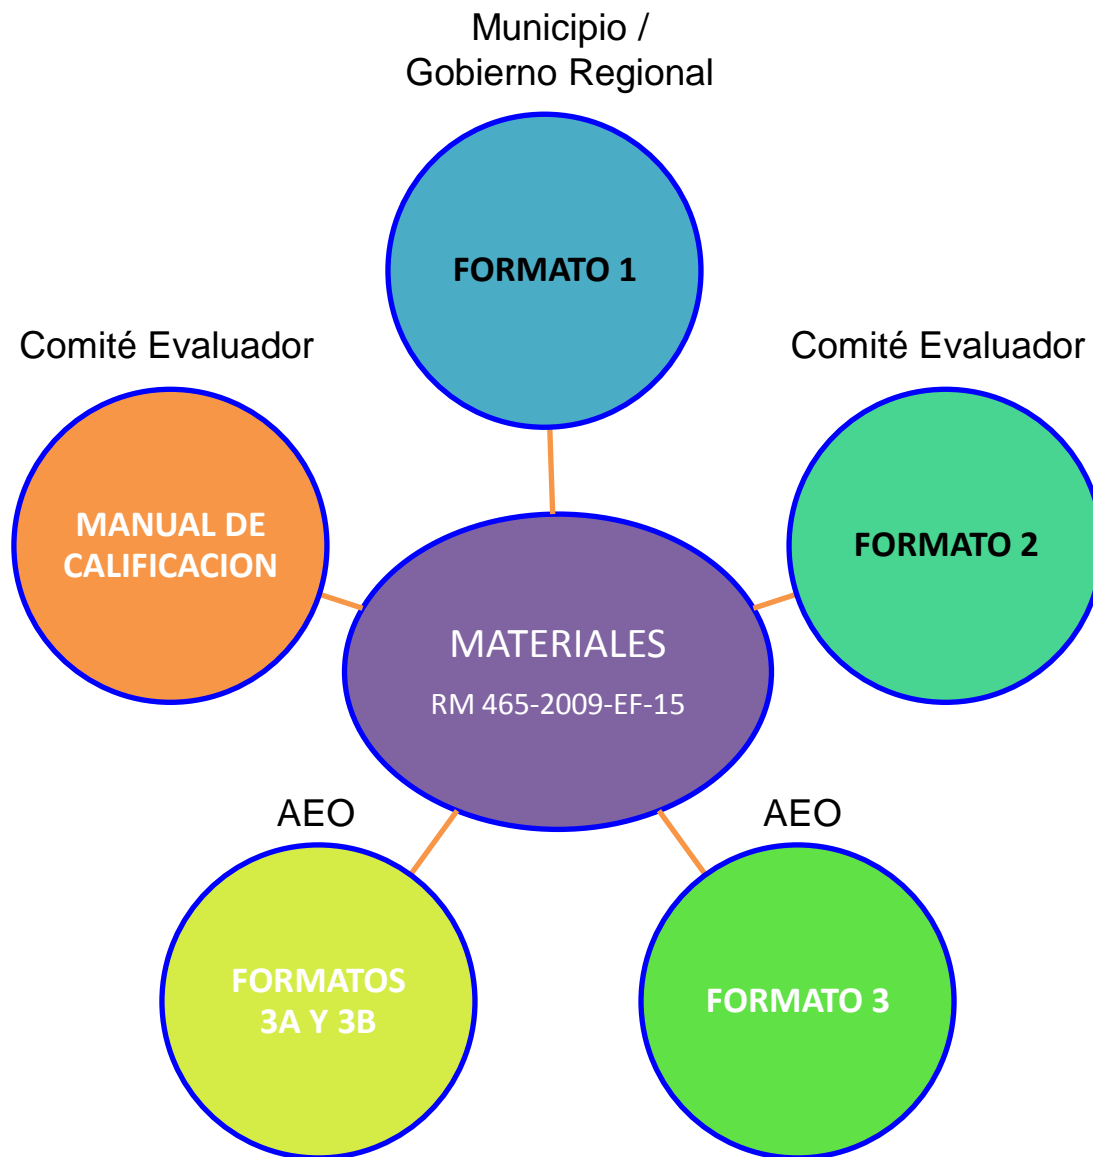 Municipio /
Gobierno Regional
FORMATO 1
Comité Evaluador
Comité Evaluador
MANUAL DE
CALIFICACION
FORMATO 2
MATERIALES
RM 465-2009-EF-15
AEO
AEO
FORMATOS
3A Y 3B
FORMATO 3